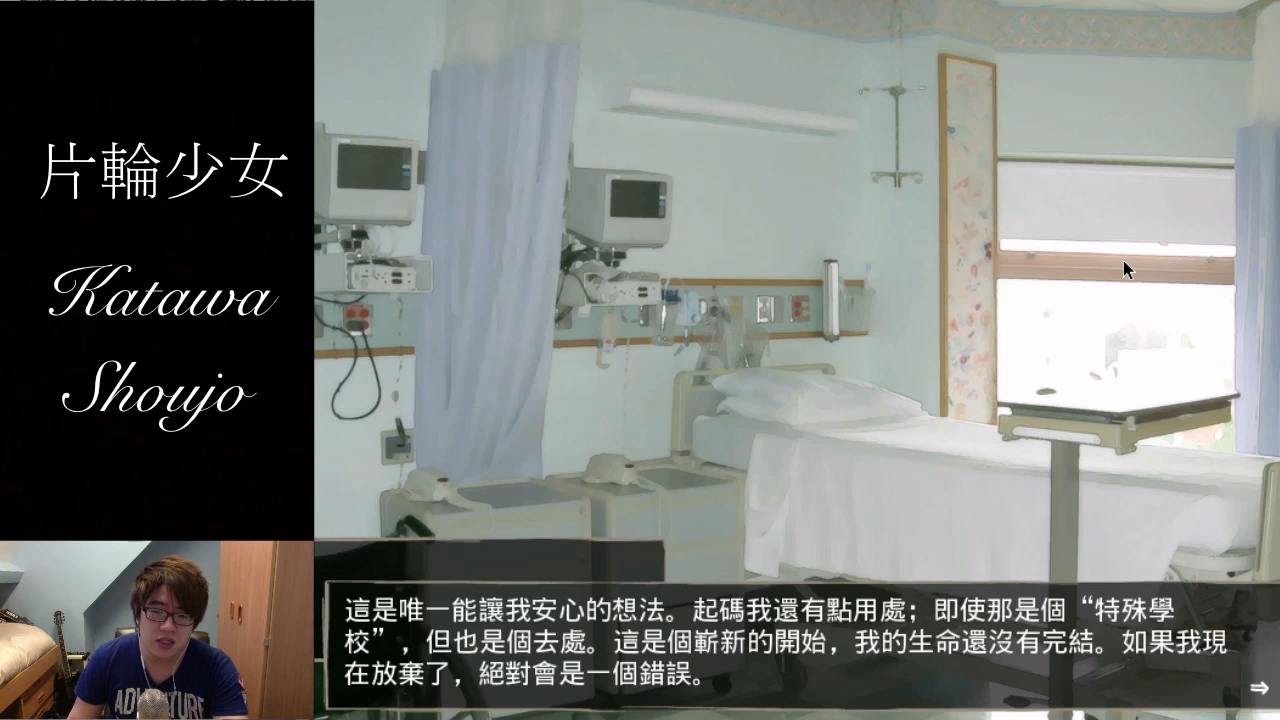 片輪少女
Katawa
Shoujo
ADVENTURE
這是唯一能讓我安心的想法。起碼我還有點用處；即使那是個“特殊學
校”，但也是個去處。這是個嶄新的開始，我的生命還沒有完結。如果我現
在放棄了，絕對會是一個錯誤。
⇒